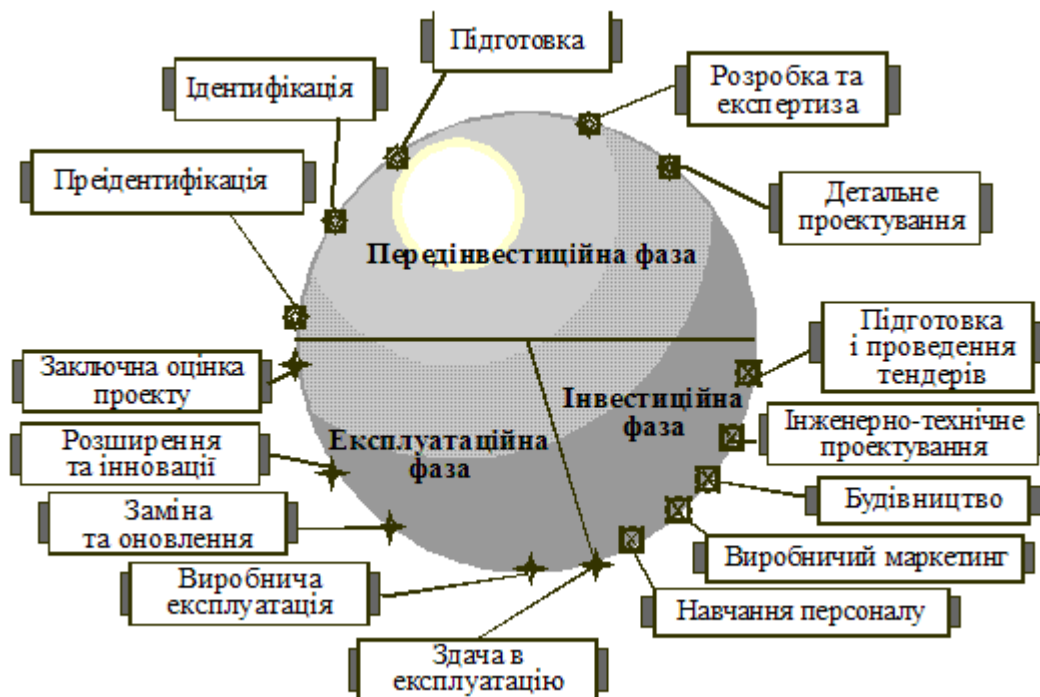 Підготовка
Ідентифікація
Преідентифікація
Розробка та
експертиза
Детальне
проектування
Передінвестиційна фаза
Підготовка
і проведення
тендерів
Інвестиційна
фаза
Інженерно-технічне
проектування
Будівництво
Виробничий маркетинг
Навчання персоналу
Експлуатаційна
фаза
Заключна оцінка
проекту
Розширення
та інновації
Заміна
та оновлення
Виробнича
експлуатація
Здача в
експлуатацію